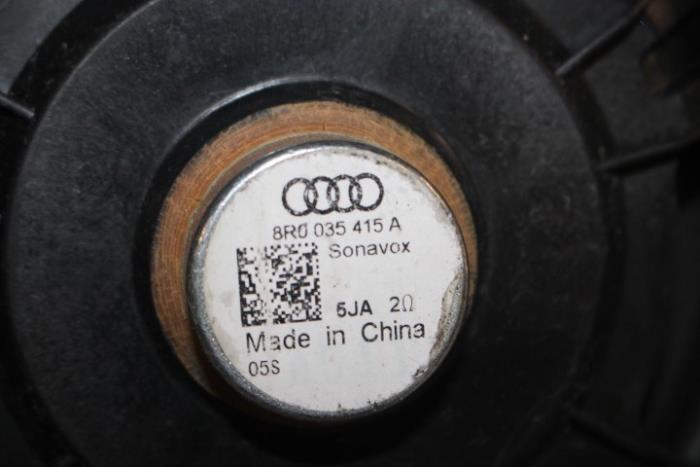 8R0 035 415 A
Sonavox
5JA 2Ω
Made in China
05S